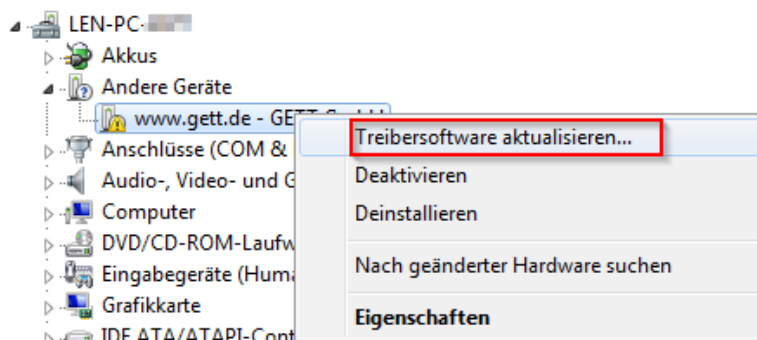 LEN-PC-
Akkus
Andere Geräte
www.gett.de - GETT GmbH
Treibersoftware aktualisieren...
Anschlüsse (COM &
Deaktivieren
Audio-, Video- und G
Computer
Deinstallieren
DVD/CD-ROM-Laufw
Eingabegeräte (Huma
Nach geänderter Hardware suchen
Grafikkarte
Eigenschaften
IDE ATA/ATAPI-Cont